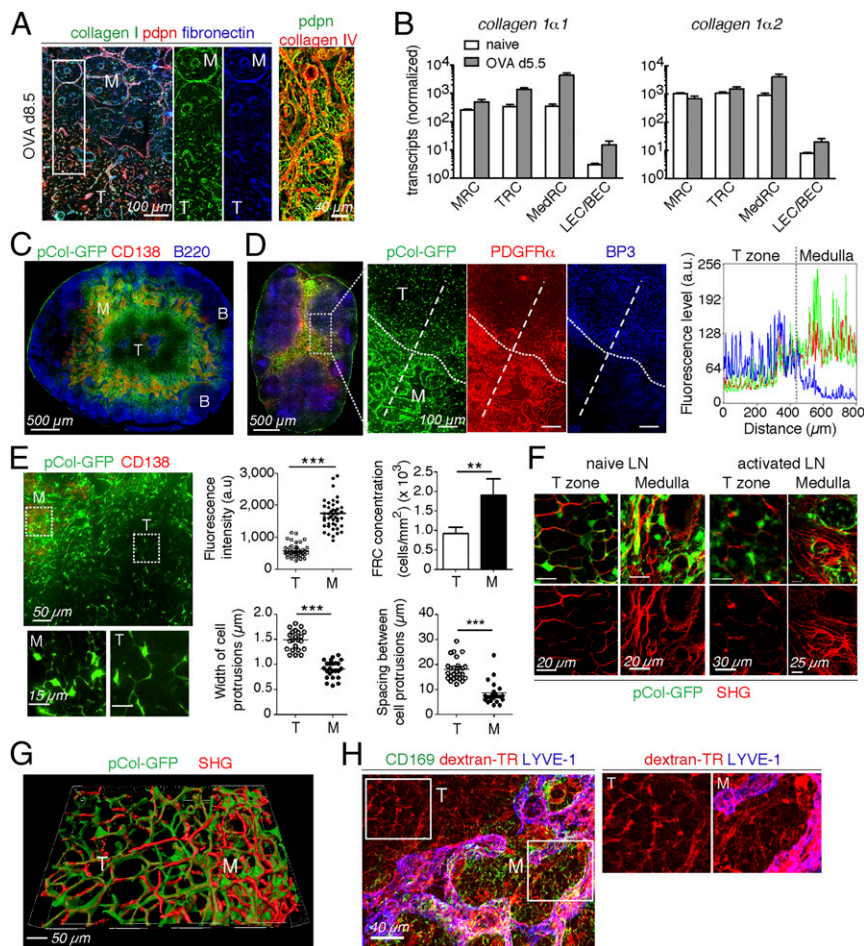 A
collagen I pdpn fibronectin
pdpn
collagen IV
OVA d8.5
M
T
100 µm
M
T
M
T
40 µm
B
collagen 1α1
collagen 1α2
naive
OVA d5.5
transcripts (normalized)
10⁴
10³
10²
10¹
10⁰
MRC
TRC
MedRC
LEC/BEC
10⁴
10³
10²
10¹
10⁰
MRC
TRC
MedRC
LEC/BEC
C
pCol-GFP CD138 B220
M
T
B
B
500 µm
D
500 µm
pCol-GFP
PDGFRα
BP3
T
M
100 µm
T zone
Medulla
Fluorescence level (a.u.)
256
192
128
64
0
0 200 400 600 800
Distance (µm)
E
pCol-GFP CD138
M
T
50 µm
M
15 µm
T
Fluorescence
intensity (a.u)
3,000
2,000
1,000
0
***
T M
FRC concentration
(cells/mm²) (x 10³)
2.5
2.0
1.5
1.0
0.5
0
**
T M
Width of cell
protrusions (µm)
2.0
1.5
1.0
0.5
0
***
T M
Spacing between
cell protrusions (µm)
40
30
20
10
0
***
T M
F
naive LN
activated LN
T zone
Medulla
T zone
Medulla
20 µm
20 µm
30 µm
25 µm
pCol-GFP SHG
G
pCol-GFP SHG
T
M
50 µm
H
CD169 dextran-TR LYVE-1
dextran-TR LYVE-1
T
M
40 µm
T
M